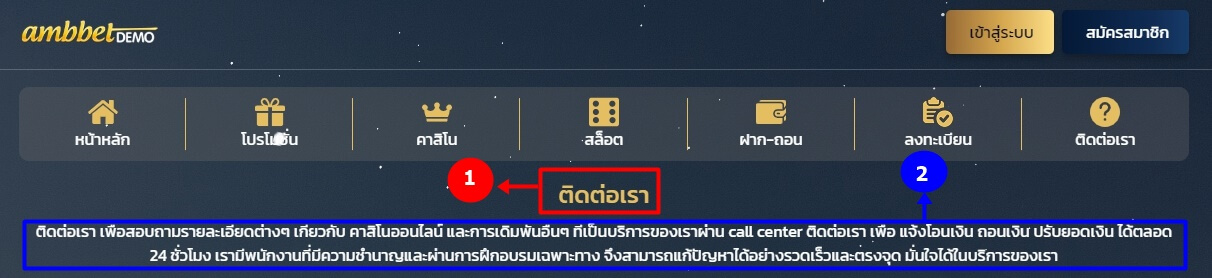 ambbet DEMO
เข้าสู่ระบบ
สมัครสมาชิก
หน้าหลัก
โปรโมชั่น
คาสิโน
สล็อต
ฝาก-ถอน
ลงทะเบียน
ติดต่อเรา
1
2
ติดต่อเรา
ติดต่อเรา เพื่อสอบถามรายละเอียดต่างๆ เกี่ยวกับ คาสิโนออนไลน์ และการเดิมพันอื่นๆ ที่เป็นบริการของเราผ่าน call center ติดต่อเรา เพื่อ แจ้งโอนเงิน ถอนเงิน ปรับยอดเงิน ได้ตลอด
24 ชั่วโมง เรามีพนักงานที่มีความชำนาญและผ่านการฝึกอบรมเฉพาะทาง จึงสามารถแก้ปัญหาได้อย่างรวดเร็วและตรงจุด มั่นใจได้ในบริการของเรา